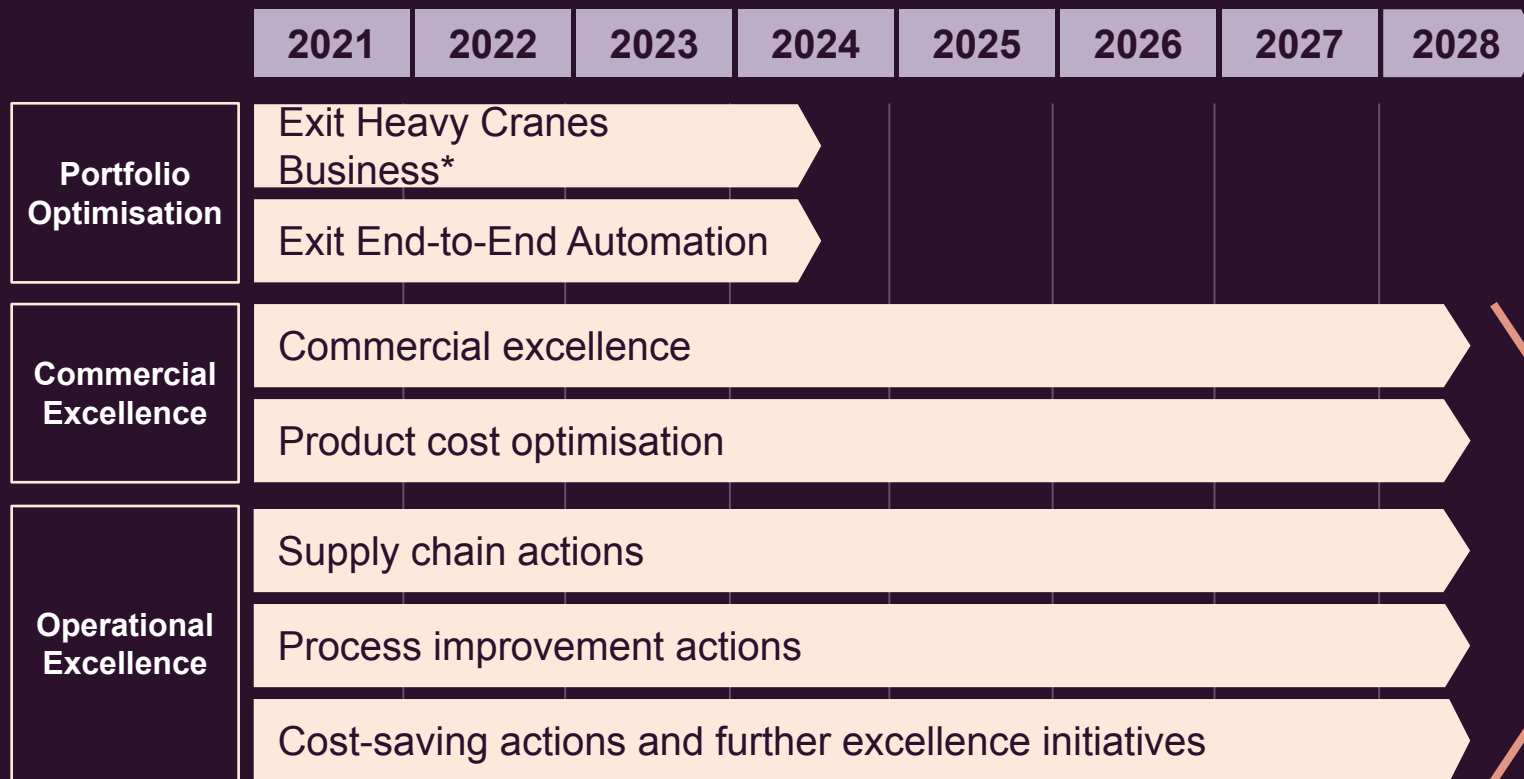 2021 2022 2023 2024 2025 2026 2027 2028
Portfolio
Optimisation
Exit Heavy Cranes
Business*
Exit End-to-End Automation
Commercial
Excellence
Commercial excellence
Product cost optimisation
Operational
Excellence
Supply chain actions
Process improvement actions
Cost-saving actions and further excellence initiatives